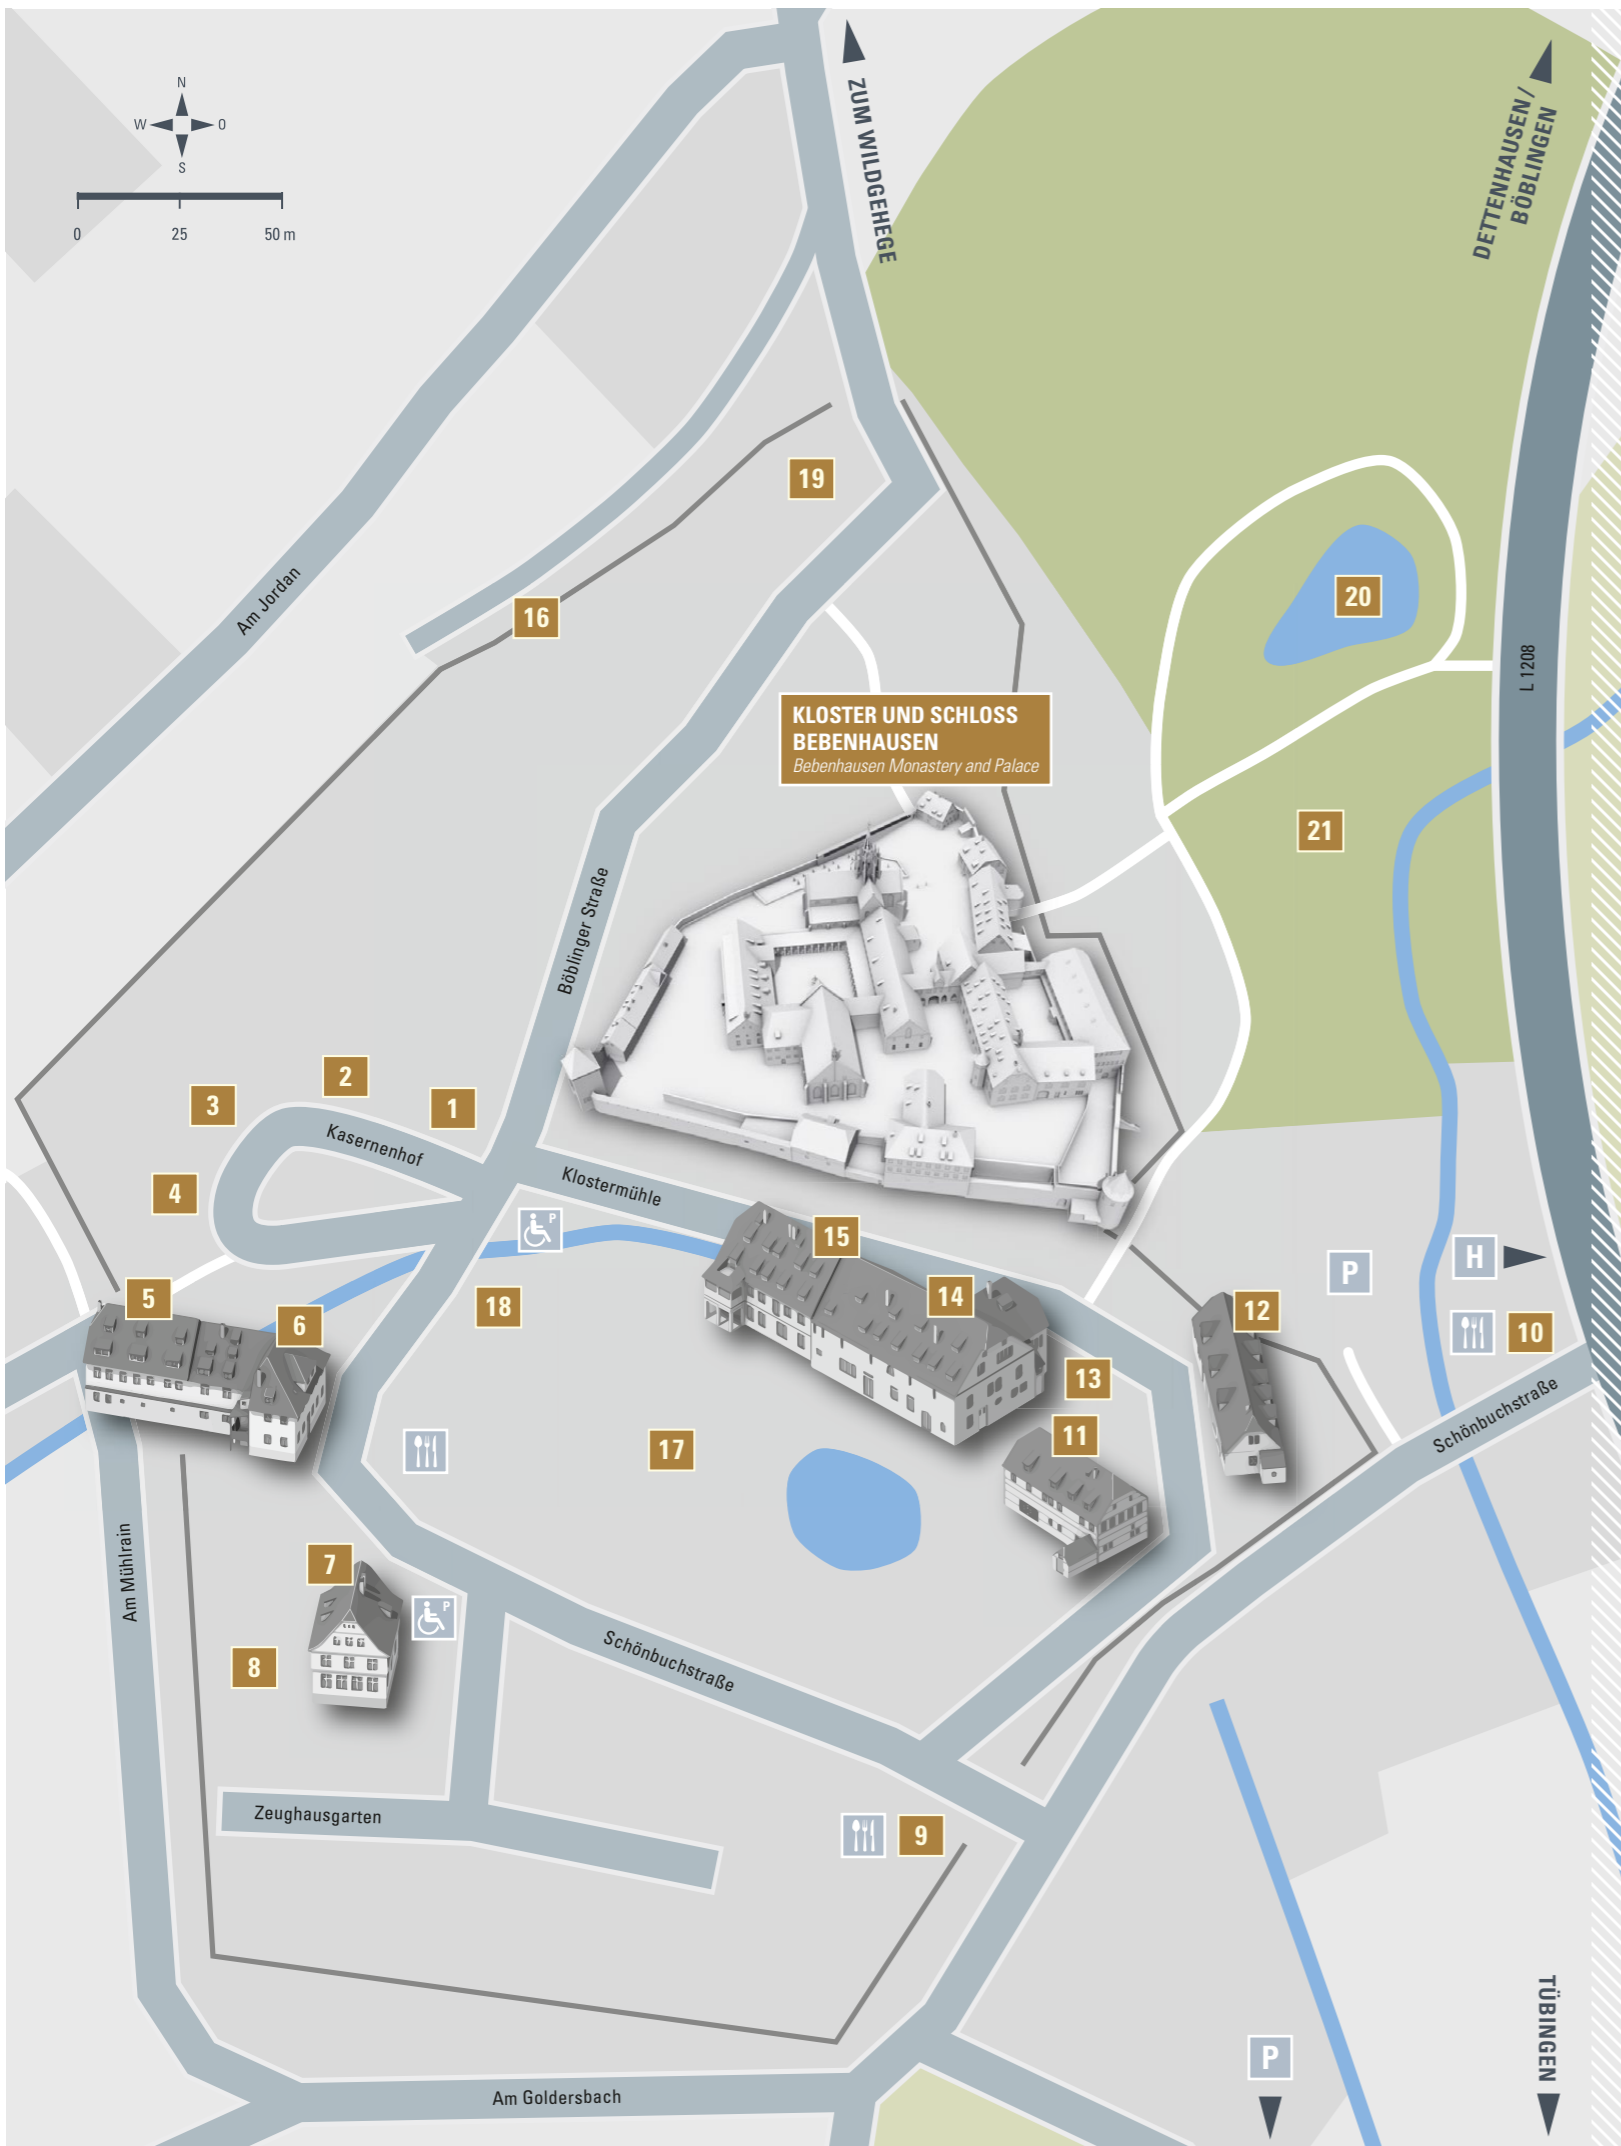 N
W
O
S
0
25
50 m
ZUM WILDGEHEGE
DETTENHAUSEN/
BÖBLINGEN
19
Am Jordan
16
20
L 1208
KLOSTER UND SCHLOSS
BEBENHAUSEN
Bebenhausen Monastery and Palace
21
Böblinger Straße
2
3
1
Kasernenhof
4
Klostermühle
P
15
H
P
5
14
18
12
6
10
13
Schönbuchstraße
11
17
7
Am Mühlrain
P
8
Schönbuchstraße
Zeughausgarten
9
TÜBINGEN
P
Am Goldersbach